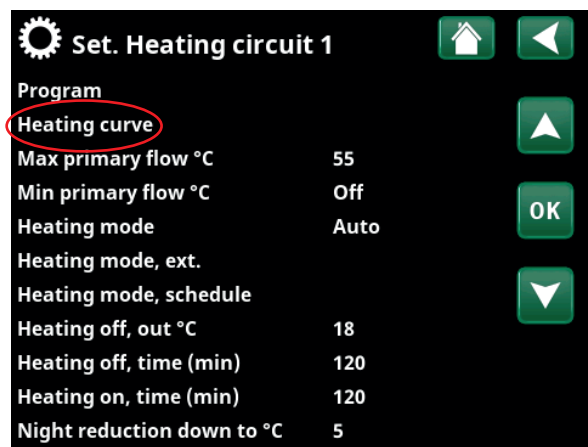 Set. Heating circuit 1
Program
Heating curve
Max primary flow °C 55
Min primary flow °C Off
Heating mode Auto
OK
Heating mode, ext.
Heating mode, schedule
Heating off, out °C 18
Heating off, time (min) 120
Heating on, time (min) 120
Night reduction down to °C 5